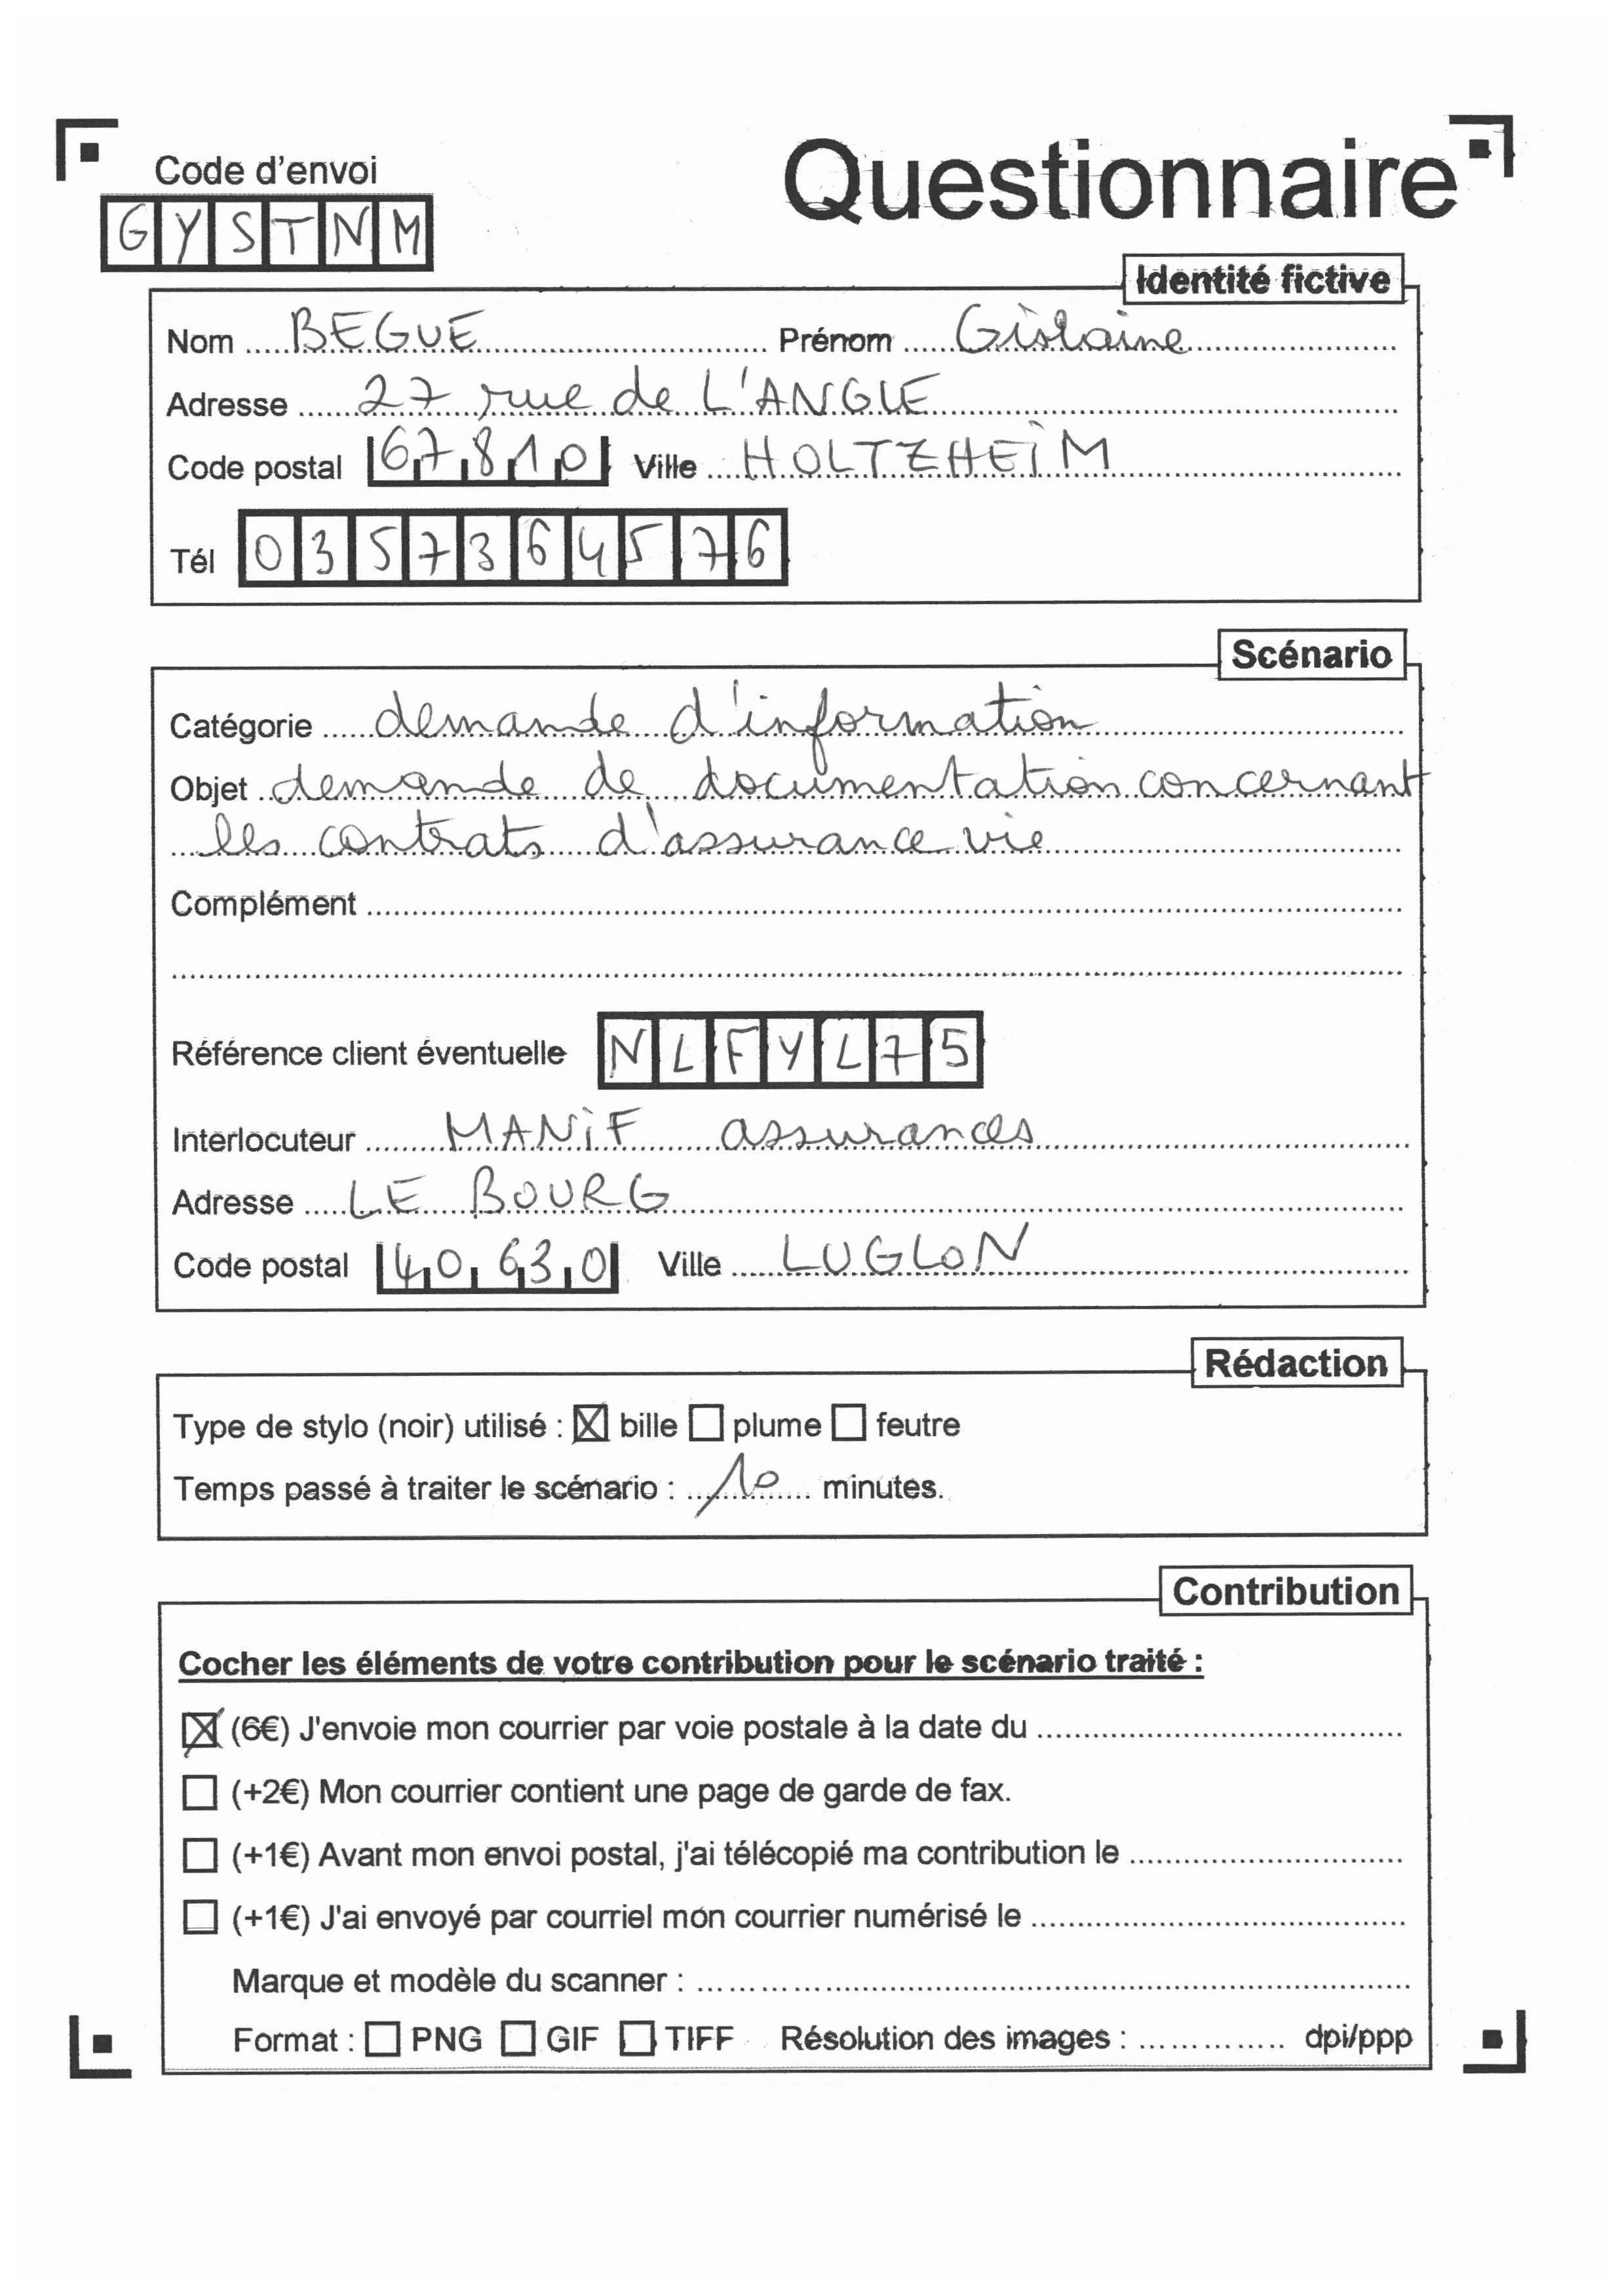 Code d'envoi
Questionnaire
GYSTNM
Identité fictive
Nom BEGUE Prénom Gislaine
Adresse 27 rue de L'ANGLE
Code postal 67810 Ville HOLTZHEIM
Tél 0357364576
Scénario
Catégorie demande d'information
Objet demande de documentation concernant
les contrats d'assurance vie
Complément
Référence client éventuelle NLFYL75
Interlocuteur MANIF assurances
Adresse LE BOURG
Code postal 40630 Ville LUGLON
Rédaction
Type de stylo (noir) utilisé : ☒ bille ☐ plume ☐ feutre
Temps passé à traiter le scénario : 10 minutes.
Contribution
Cocher les éléments de votre contribution pour le scénario traité :
☒ (6€) J'envoie mon courrier par voie postale à la date du
☐ (+2€) Mon courrier contient une page de garde de fax.
☐ (+1€) Avant mon envoi postal, j'ai télécopié ma contribution le
☐ (+1€) J'ai envoyé par courriel mon courrier numérisé le
Marque et modèle du scanner :
Format : ☐ PNG ☐ GIF ☐ TIFF Résolution des images : dpi/ppp